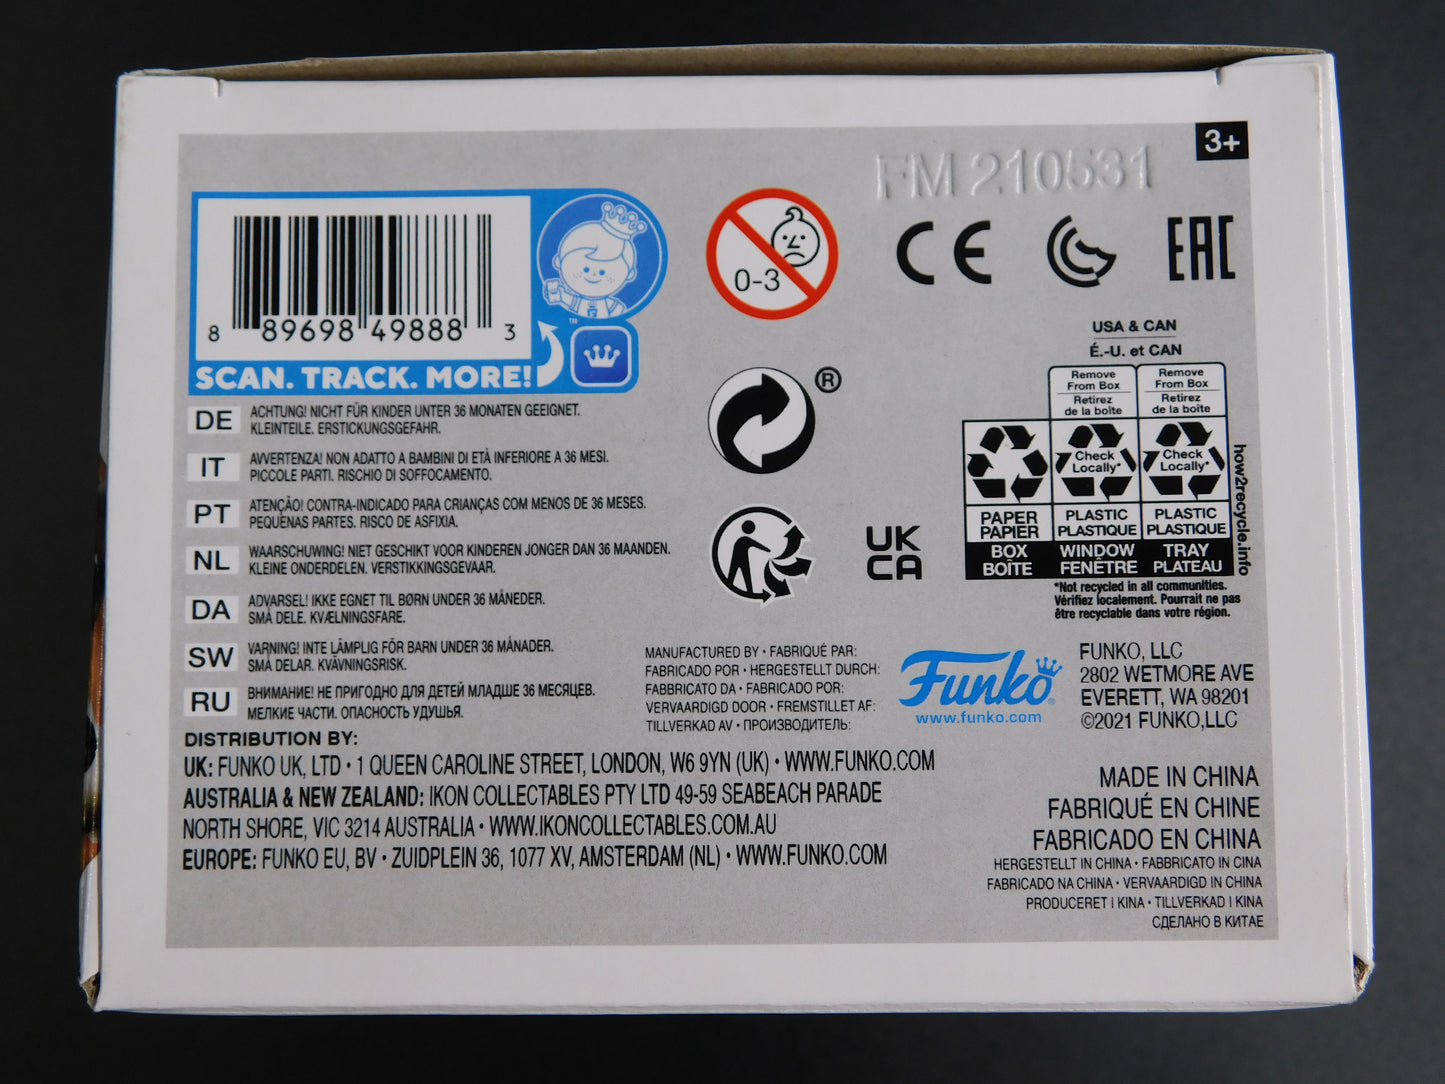 3+
FM 210531
8 89698 49888 3
SCAN. TRACK. MORE!
™
0-3
CE
EAC
®
UK
CA
USA & CAN
É.-U. et CAN
Remove
From Box
Retirez
de la boîte
Remove
From Box
Retirez
de la boîte
Check
Locally*
Check
Locally*
PAPER
PAPIER
BOX
BOÎTE
PLASTIC
PLASTIQUE
WINDOW
FENÊTRE
PLASTIC
PLASTIQUE
TRAY
PLATEAU
how2recycle.info
*Not recycled in all communities.
Vérifiez localement. Pourrait ne pas
être recyclable dans votre région.
DE
ACHTUNG! NICHT FÜR KINDER UNTER 36 MONATEN GEEIGNET.
KLEINTEILE. ERSTICKUNGSGEFAHR.
IT
AVVERTENZA! NON ADATTO A BAMBINI DI ETÀ INFERIORE A 36 MESI.
PICCOLE PARTI. RISCHIO DI SOFFOCAMENTO.
PT
ATENÇÃO! CONTRA-INDICADO PARA CRIANÇAS COM MENOS DE 36 MESES.
PEQUENAS PARTES. RISCO DE ASFIXIA.
NL
WAARSCHUWING! NIET GESCHIKT VOOR KINDEREN JONGER DAN 36 MAANDEN.
KLEINE ONDERDELEN. VERSTIKKINGSGEVAAR.
DA
ADVARSEL! IKKE EGNET TIL BØRN UNDER 36 MÅNEDER.
SMÅ DELE. KVÆLNINGSFARE.
SW
VARNING! INTE LÄMPLIG FÖR BARN UNDER 36 MÅNADER.
SMÅ DELAR. KVÄVNINGSRISK.
RU
ВНИМАНИЕ! НЕ ПРИГОДНО ДЛЯ ДЕТЕЙ МЛАДШЕ 36 МЕСЯЦЕВ.
МЕЛКИЕ ЧАСТИ. ОПАСНОСТЬ УДУШЬЯ.
MANUFACTURED BY • FABRIQUÉ PAR:
FABRICADO POR • HERGESTELLT DURCH:
FABBRICATO DA • FABRICADO POR:
VERVAARDIGD DOOR • FREMSTILLET AF:
TILLVERKAD AV • ПРОИЗВОДИТЕЛЬ:
Funko®
www.funko.com
FUNKO, LLC
2802 WETMORE AVE
EVERETT, WA 98201
©2021 FUNKO,LLC
DISTRIBUTION BY:
UK: FUNKO UK, LTD • 1 QUEEN CAROLINE STREET, LONDON, W6 9YN (UK) • WWW.FUNKO.COM
AUSTRALIA & NEW ZEALAND: IKON COLLECTABLES PTY LTD 49-59 SEABEACH PARADE
NORTH SHORE, VIC 3214 AUSTRALIA • WWW.IKONCOLLECTABLES.COM.AU
EUROPE: FUNKO EU, BV • ZUIDPLEIN 36, 1077 XV, AMSTERDAM (NL) • WWW.FUNKO.COM
MADE IN CHINA
FABRIQUÉ EN CHINE
FABRICADO EN CHINA
HERGESTELLT IN CHINA • FABBRICATO IN CINA
FABRICADO NA CHINA • VERVAARDIGD IN CHINA
PRODUCERET I KINA • TILLVERKAD I KINA
СДЕЛАНО В КИТАЕ